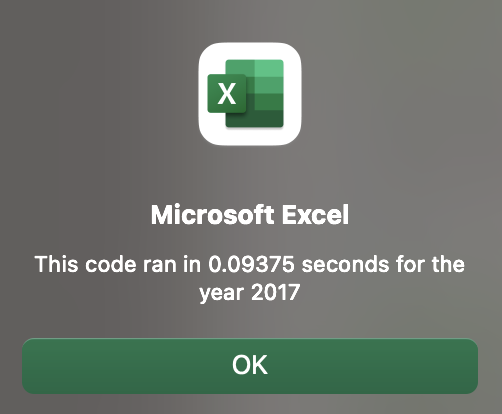 X
Microsoft Excel
This code ran in 0.09375 seconds for the
year 2017
OK